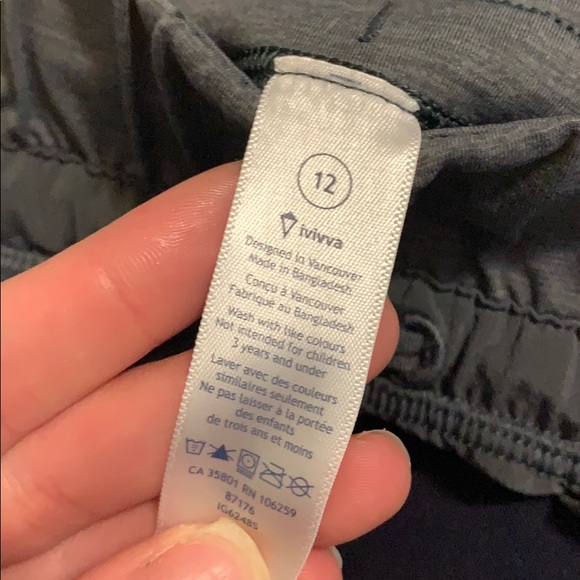 12
ivivva
Designed in Vancouver
Made in Bangladesh
Conçu à Vancouver
Fabriqué au Bangladesh
Wash with like colours
Not intended for children
3 years and under
Laver avec des couleurs
similaires seulement
Ne pas laisser à la portée
des enfants
de trois ans et moins
CA 35801 RN 106259
87176
IG6248S